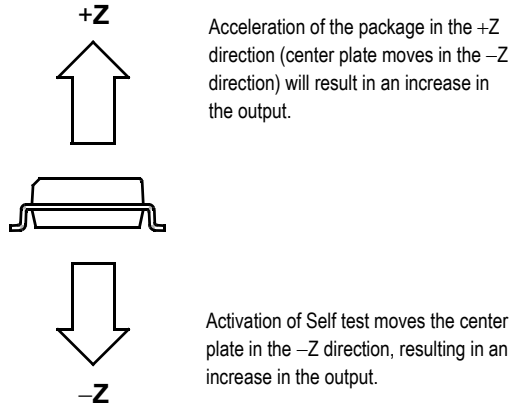 +Z
Acceleration of the package in the +Z
direction (center plate moves in the −Z
direction) will result in an increase in
the output.
Activation of Self test moves the center
plate in the −Z direction, resulting in an
increase in the output.
−Z